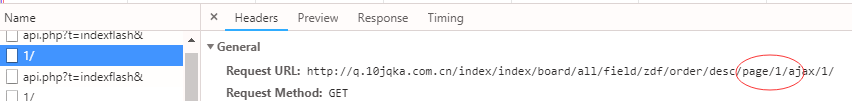 Name
× Headers Preview Response Timing
api.php?t=indexflash&
▼ General
1/
Request URL: http://q.10jqka.com.cn/index/index/board/all/field/zdf/order/desc/page/1/ajax/1/
api.php?t=indexflash&
Request Method: GET
1/